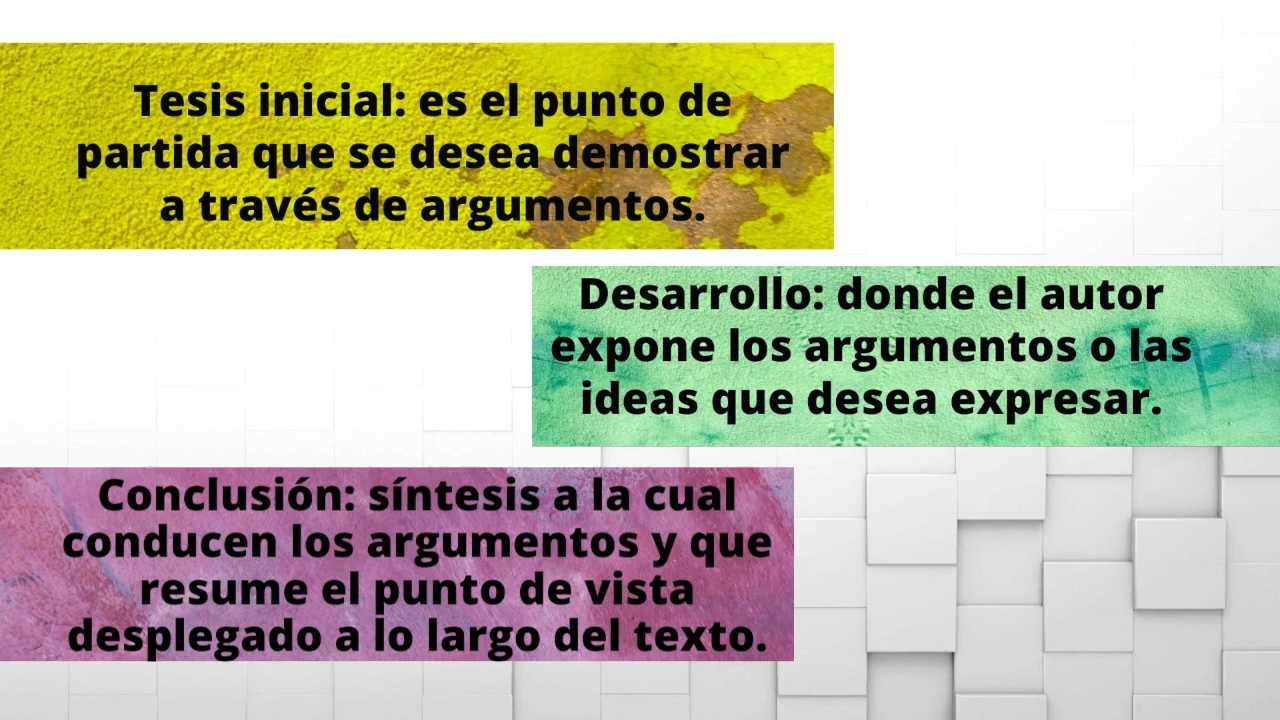 Tesis inicial: es el punto de
partida que se desea demostrar
a través de argumentos.
Desarrollo: donde el autor
expone los argumentos o las
ideas que desea expresar.
Conclusión: síntesis a la cual
conducen los argumentos y que
resume el punto de vista
desplegado a lo largo del texto.